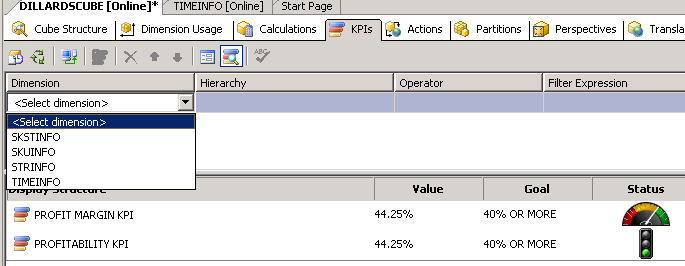 DILLARDSCUBE [Online]* TIMEINFO [Online] Start Page
Cube Structure Dimension Usage Calculations KPIs Actions Partitions Perspectives Transla
ABC
Dimension Hierarchy Operator Filter Expression
<Select dimension>
<Select dimension>
SKSTINFO
SKUINFO
STRINFO
TIMEINFO
Display Structure Value Goal Status
PROFIT MARGIN KPI 44.25% 40% OR MORE
PROFITABILITY KPI 44.25% 40% OR MORE